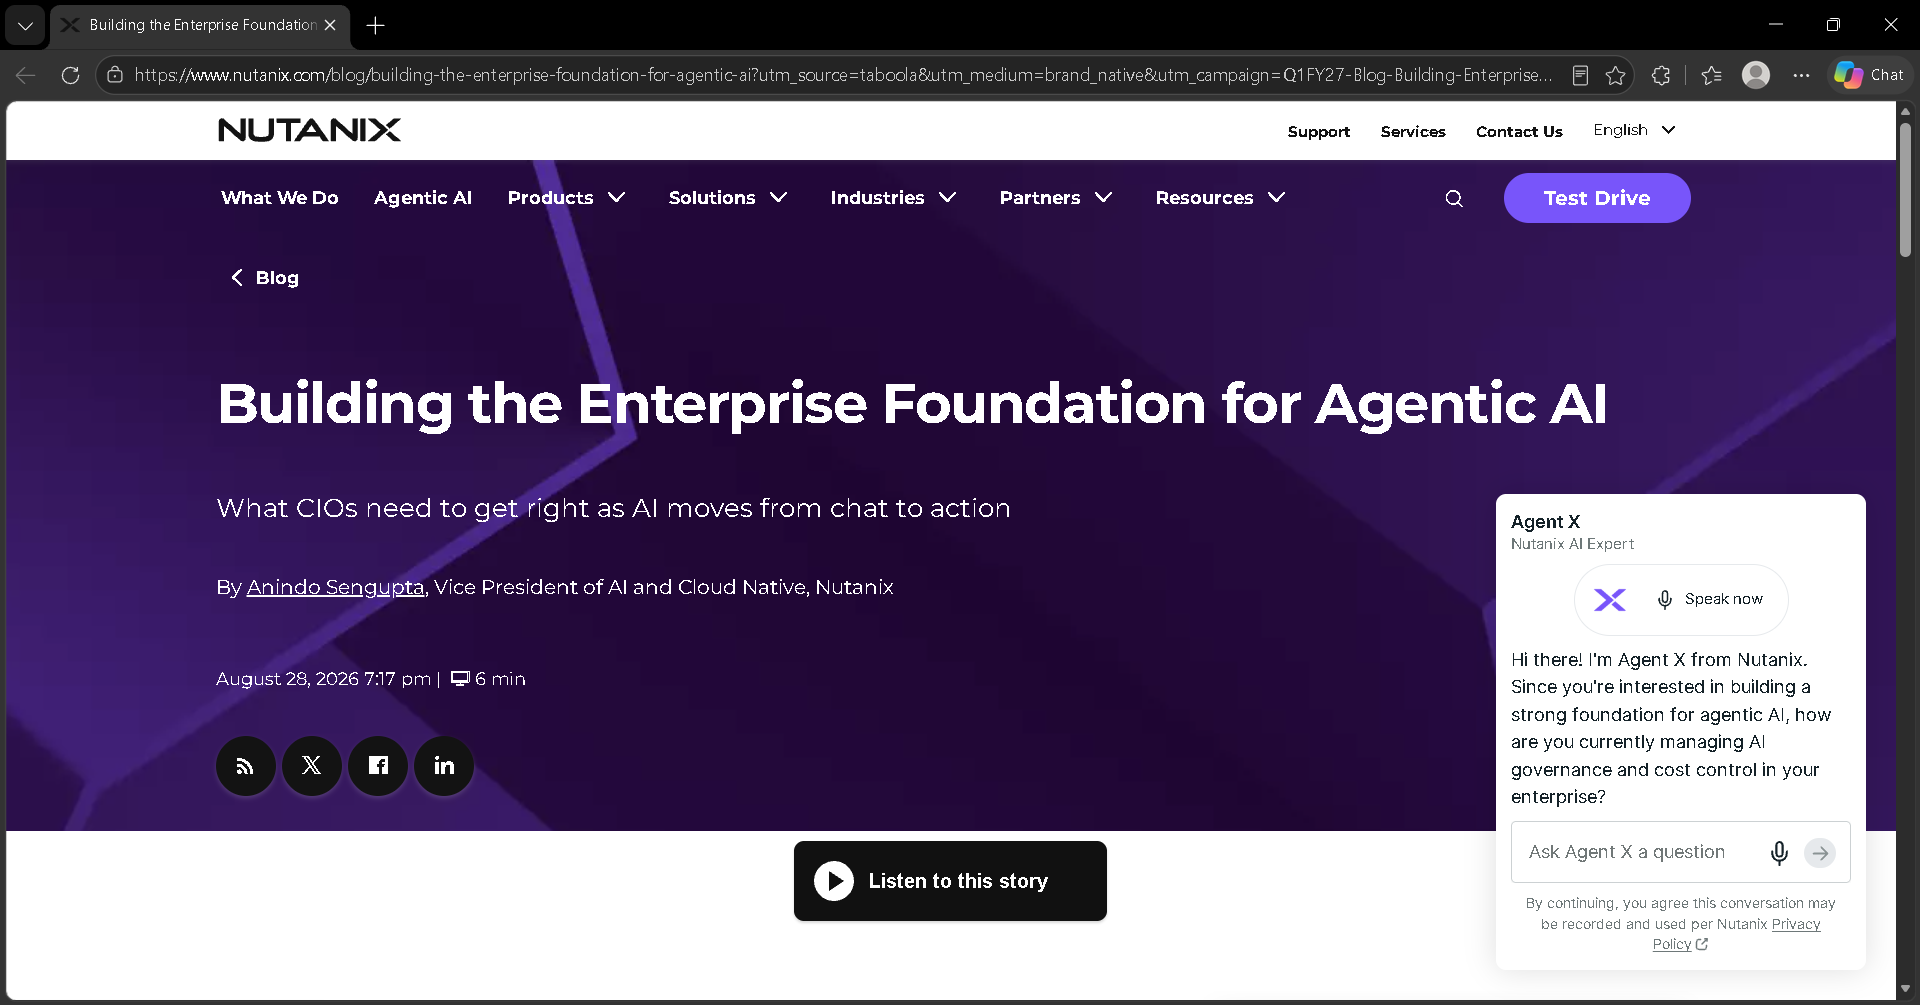 Building the Enterprise Foundation
https://www.nutanix.com/blog/building-the-enterprise-foundation-for-agentic-ai?utm_source=taboola&utm_medium=brand_native&utm_campaign=Q1FY27-Blog-Building-Enterprise...
Chat
NUTANIX
Support Services Contact Us English
What We Do Agentic AI Products Solutions Industries Partners Resources Test Drive
Blog
Building the Enterprise Foundation for Agentic AI
What CIOs need to get right as AI moves from chat to action
By Anindo Sengupta, Vice President of AI and Cloud Native, Nutanix
August 28, 2026 7:17 pm | 6 min
Listen to this story
Agent X
Nutanix AI Expert
Speak now
Hi there! I'm Agent X from Nutanix.
Since you're interested in building a
strong foundation for agentic AI, how
are you currently managing AI
governance and cost control in your
enterprise?
Ask Agent X a question
By continuing, you agree this conversation may
be recorded and used per Nutanix Privacy
Policy